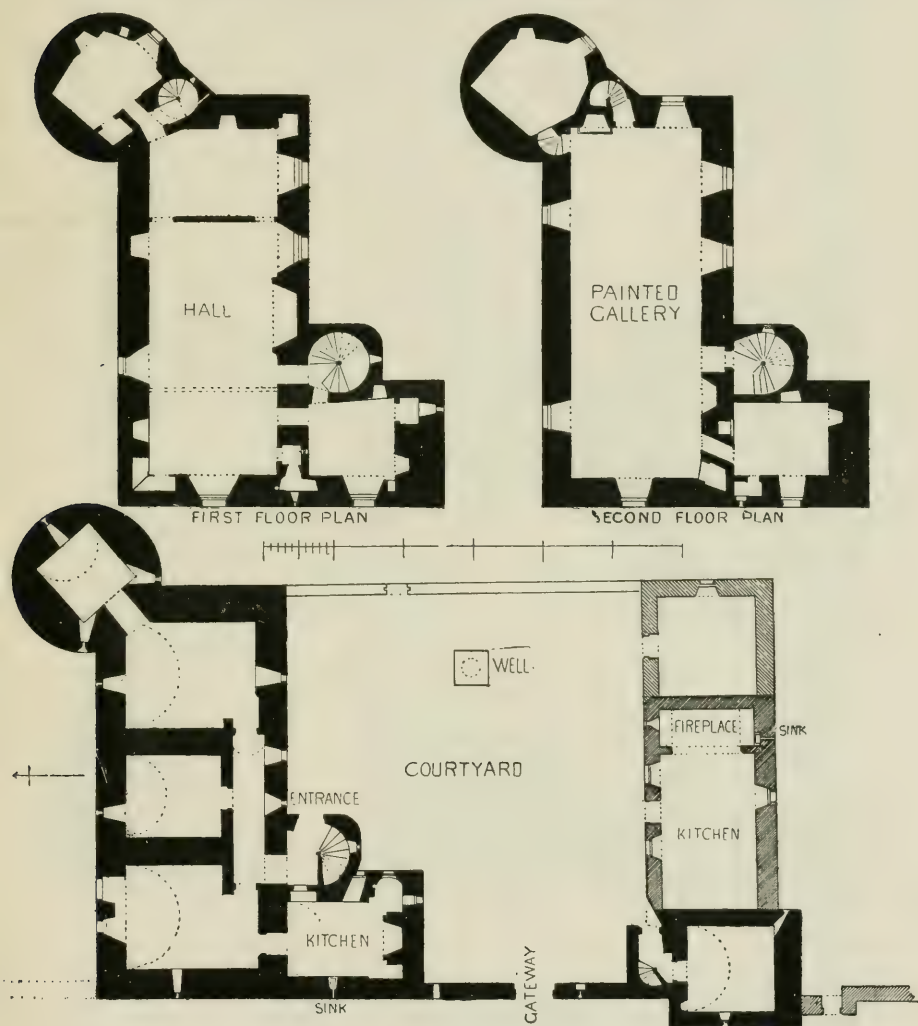 HALL
PAINTED
GALLERY
FIRST FLOOR PLAN
SECOND FLOOR PLAN
WELL.
FIREPLACE
SINK
COURTYARD
ENTRANCE
KITCHEN
KITCHEN
SINK
GATEWAY